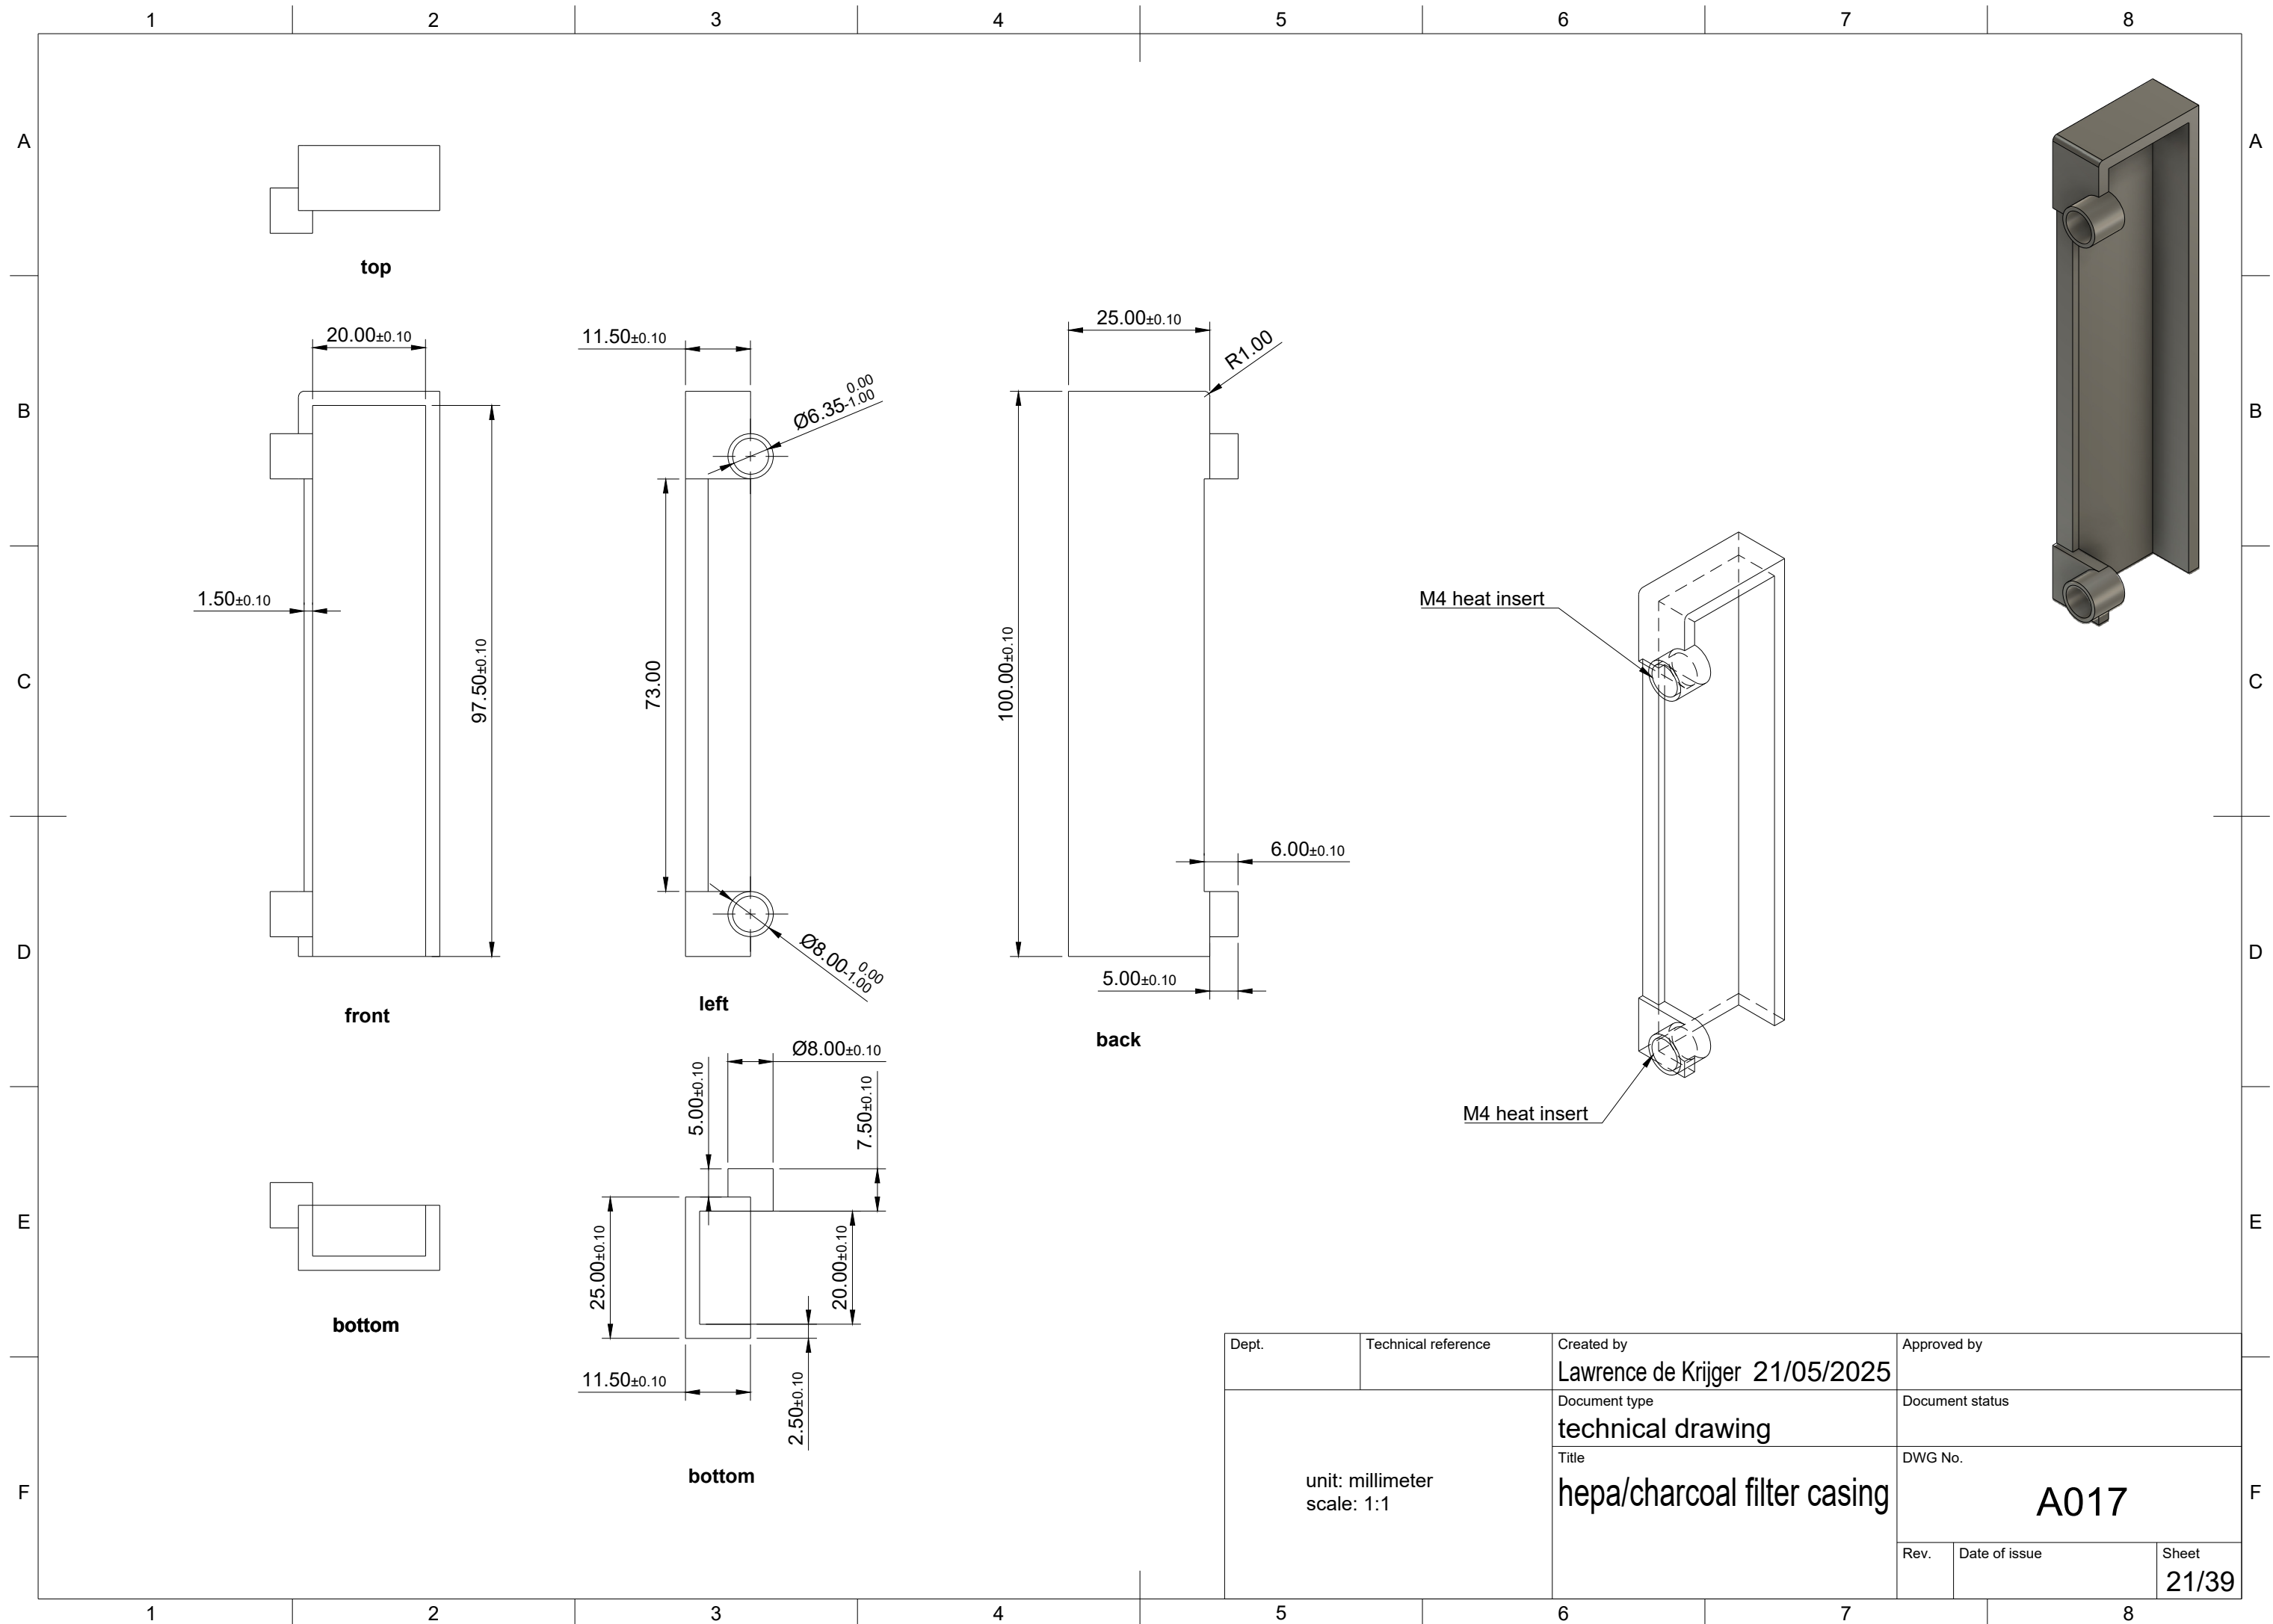 1 2 3 4 5 6 7 8
A A
top
20.00±0.10
11.50±0.10
25.00±0.10
R1.00
B B
Ø6.35 0.00 -1.00
1.50±0.10
97.50±0.10
73.00
100.00±0.10
M4 heat insert
C C
6.00±0.10
Ø8.00 0.00 -1.00
5.00±0.10
D D
front
left
back
Ø8.00±0.10
5.00±0.10
7.50±0.10
M4 heat insert
E E
25.00±0.10
20.00±0.10
bottom
11.50±0.10
2.50±0.10
bottom
F F
Dept.
Technical reference
Created by
Lawrence de Krijger 21/05/2025
Approved by
Document type
technical drawing
Document status
unit: millimeter
scale: 1:1
Title
hepa/charcoal filter casing
DWG No.
A017
Rev.
Date of issue
Sheet
21/39
1 2 3 4 5 6 7 8